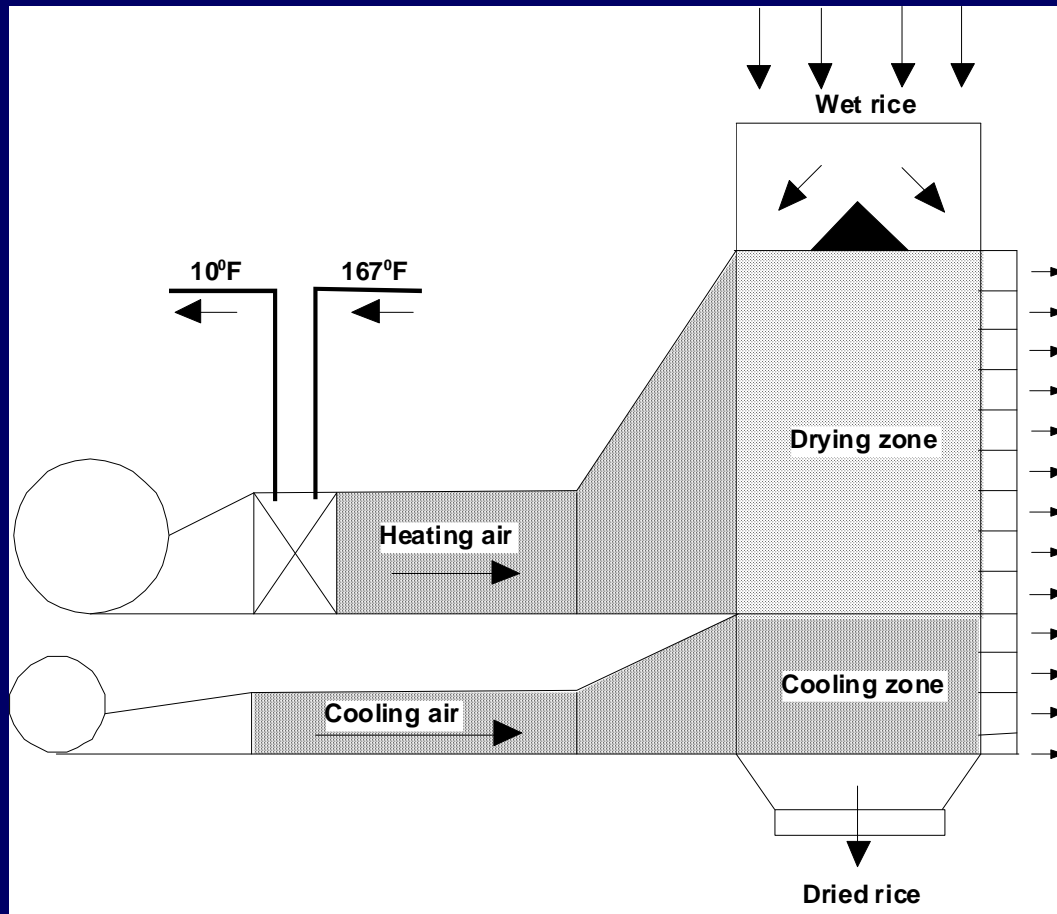 Wet rice
10⁰F
167⁰F
Drying zone
Heating air
Cooling zone
Cooling air
Dried rice